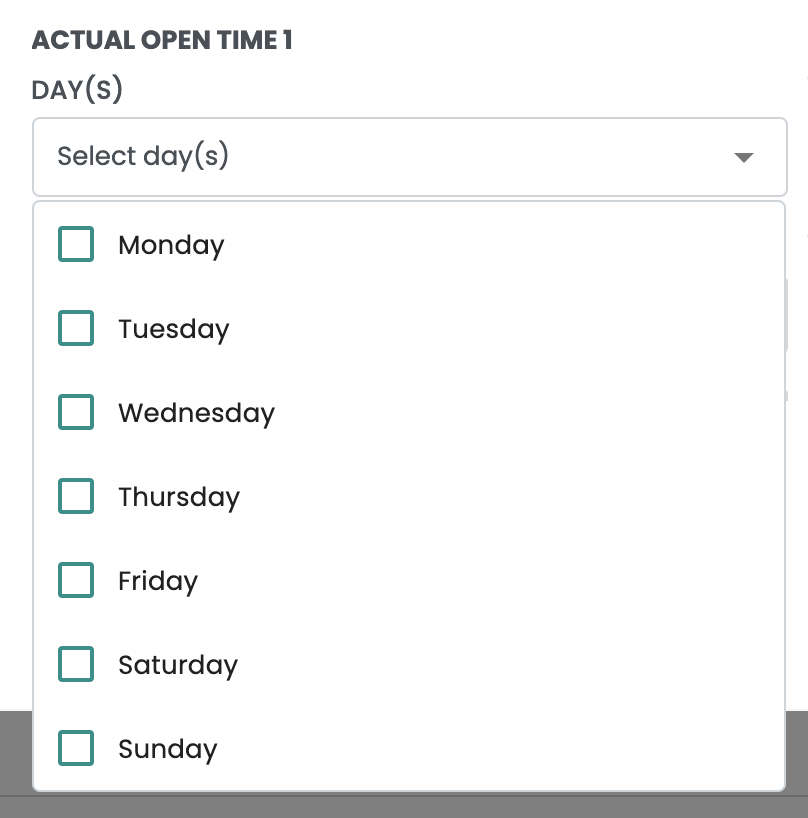 ACTUAL OPEN TIME 1
DAY(S)
Select day(s)
Monday
Tuesday
Wednesday
Thursday
Friday
Saturday
Sunday